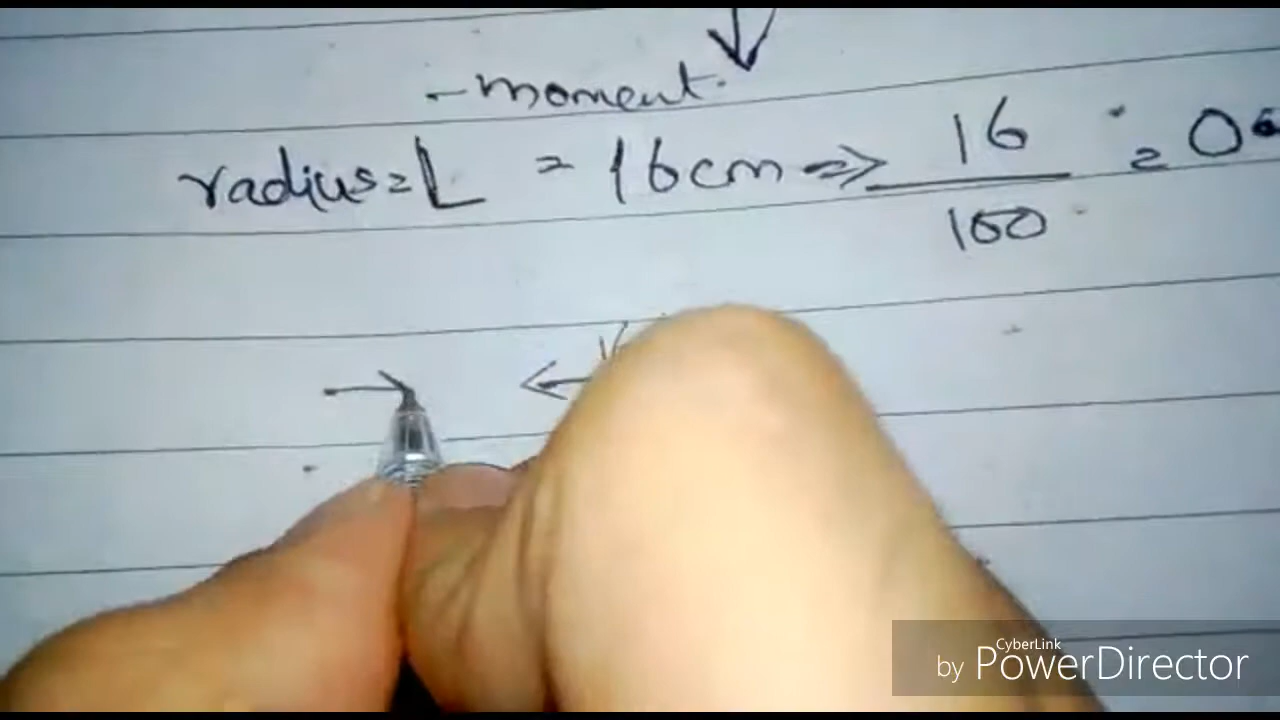 -moment.
radius = L = 16cm => 16/100 = 0.
CyberLink
by PowerDirector